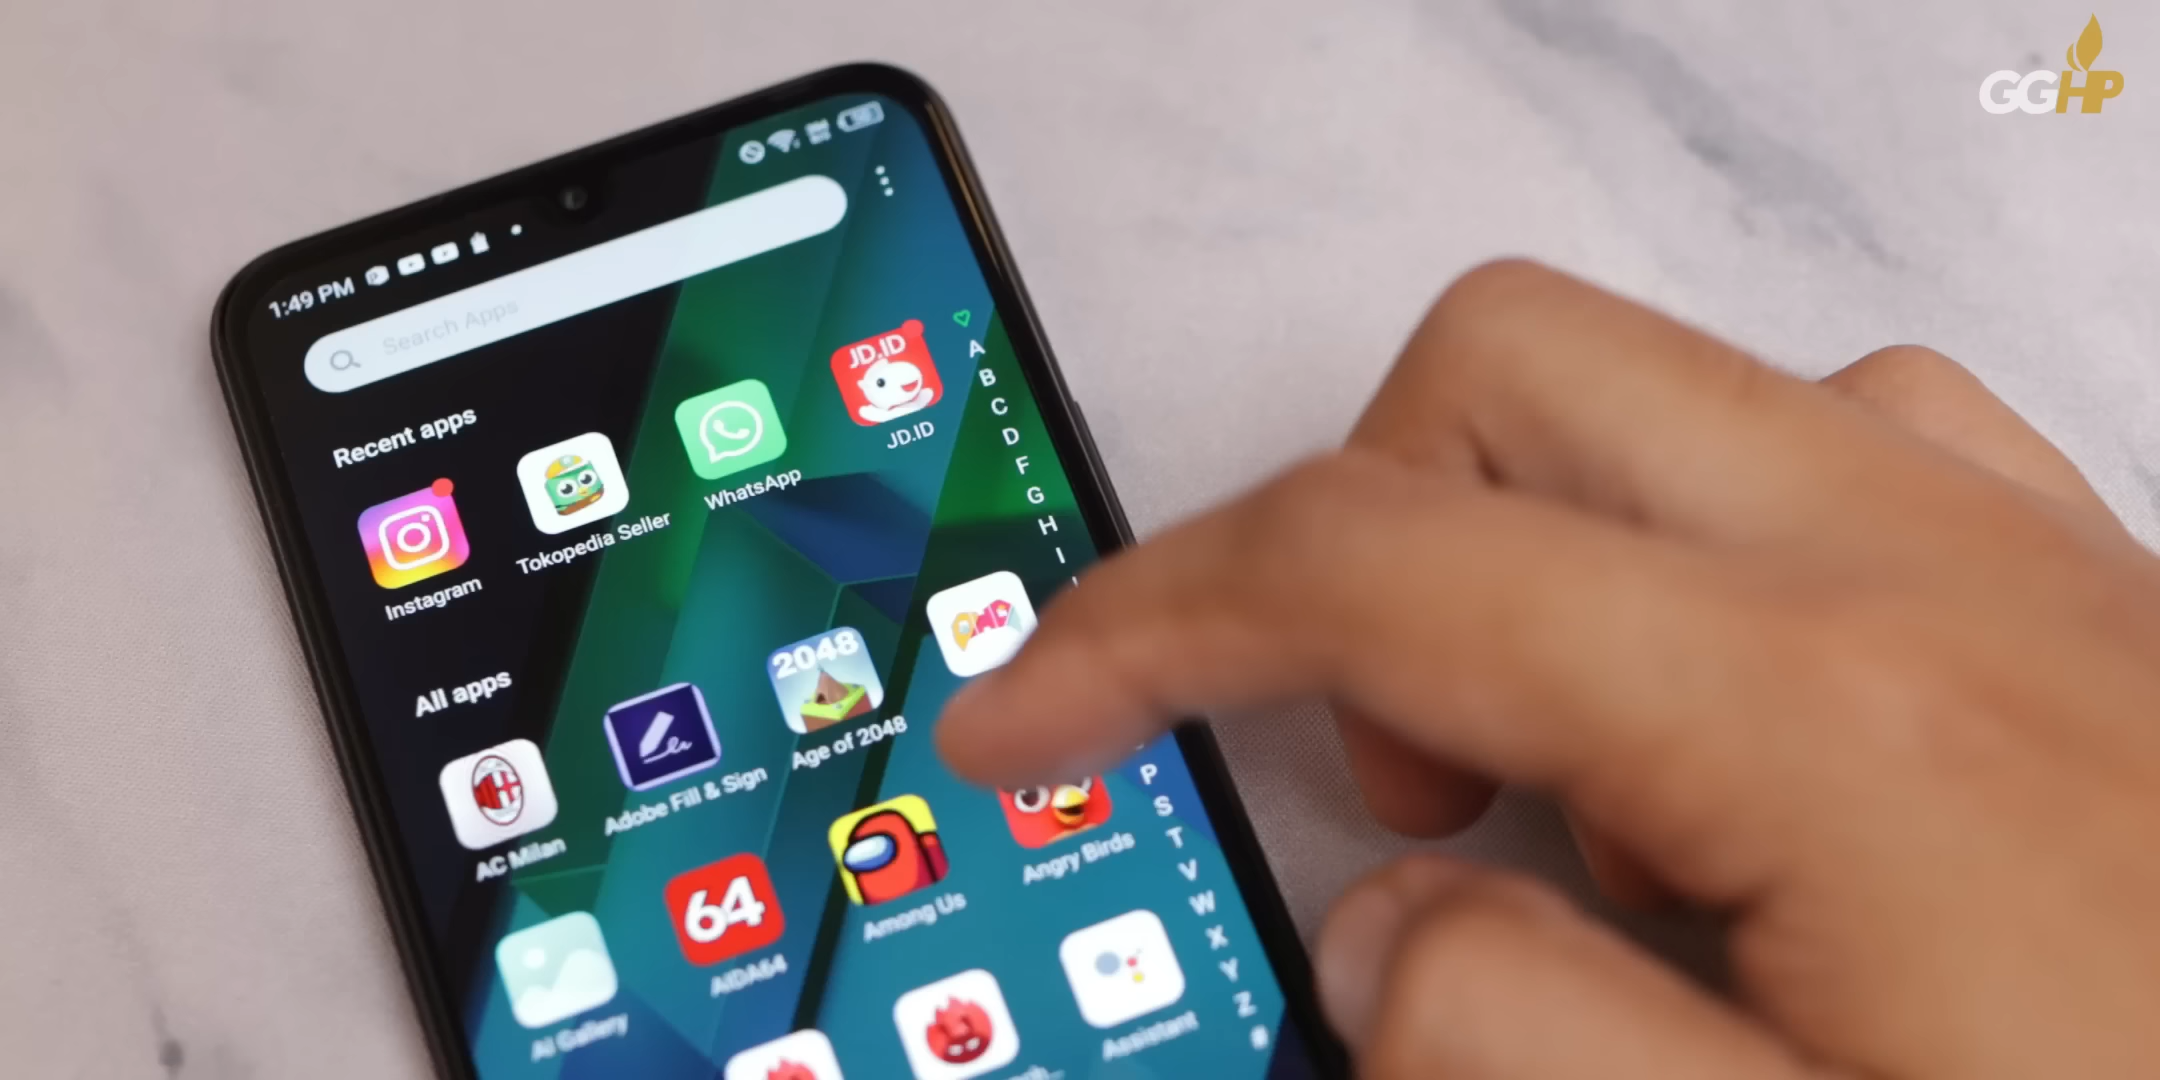 GGHP
1:49 PM
Search Apps
Recent apps
JD.ID
JD.ID
WhatsApp
Tokopedia Seller
Instagram
All apps
2048
Age of 2048
Adobe Fill & Sign
AC Milan
Angry Birds
Among Us
64
AIDA64
AI Gallery
Assistant
A
B
C
D
F
G
H
I
P
S
T
V
W
X
Y
Z
#